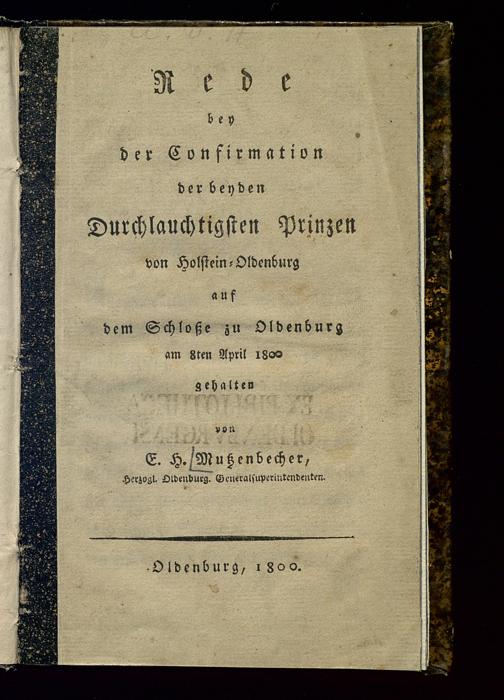 Rede
bey
der Confirmation
der beyden
Durchlauchtigsten Prinzen
von Holstein-Oldenburg
auf
dem Schloße zu Oldenburg
am 8ten April 1800
gehalten
von
E. H. Mutzenbecher,
Herzogl. Oldenburg. Generalsuperintendenten.
Oldenburg, 1800.